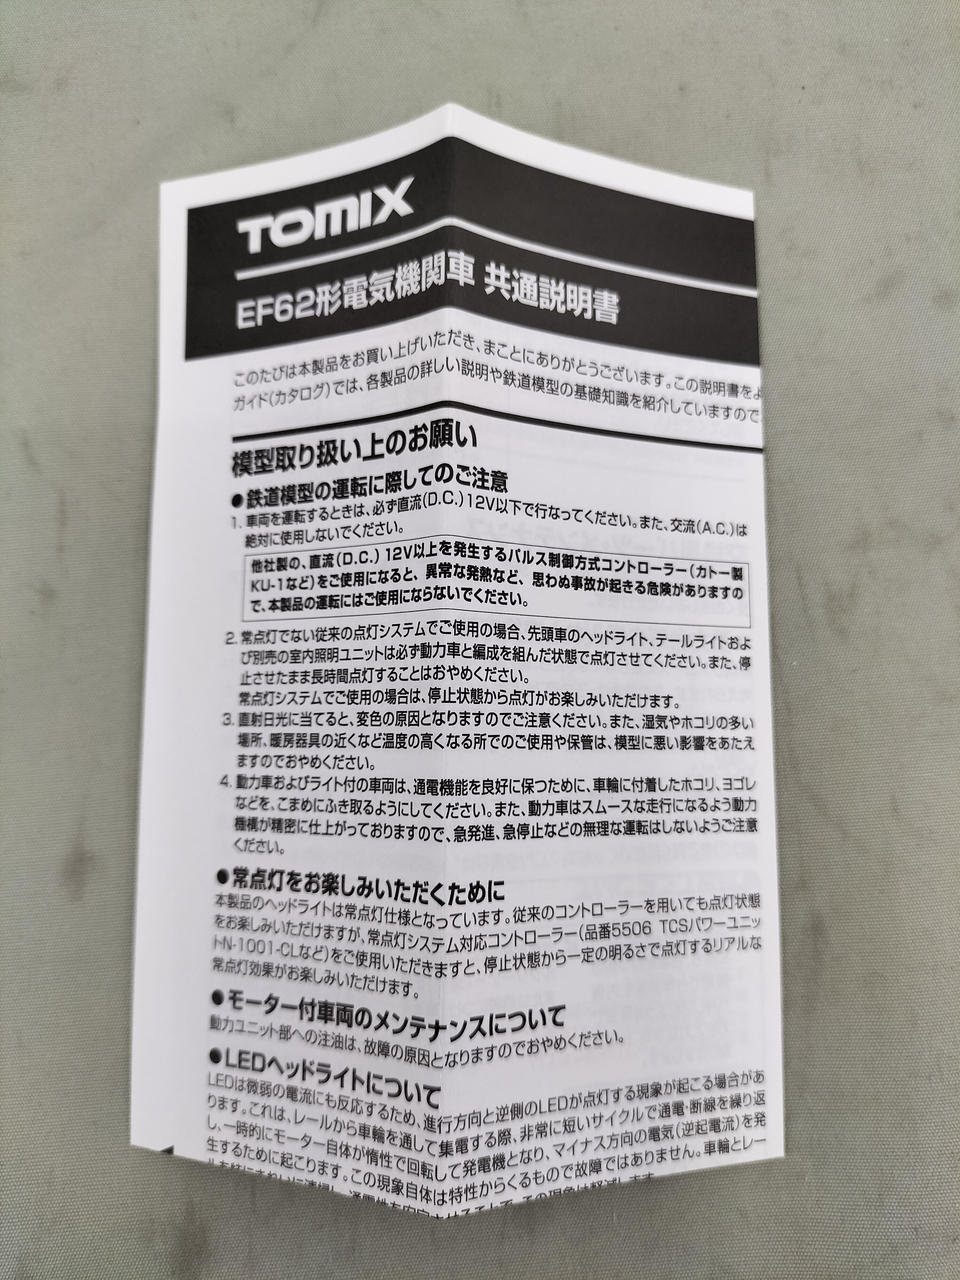 TOMIX
EF62形電気機関車 共通説明書
このたびは本製品をお買い上げいただき、まことにありがとうございます。この説明書をよ
ガイド(カタログ)では、各製品の詳しい説明や鉄道模型の基礎知識を紹介していますので
模型取り扱い上のお願い
●鉄道模型の運転に際してのご注意
1. 車両を運転するときは、必ず直流(D.C.)12V以下で行なってください。また、交流(A.C.)は
絶対に使用しないでください。
他社製の、直流(D.C.)12V以上を発生するパルス制御方式コントローラー(カトー製
KU-1など)をご使用になると、異常な発熱など、思わぬ事故が起きる危険がありますの
で、本製品の運転にはご使用にならないでください。
2. 常点灯でない従来の点灯システムでご使用の場合、先頭車のヘッドライト、テールライトおよ
び別売の室内照明ユニットは必ず動力車と編成を組んだ状態で点灯させてください。また、停
止させたまま長時間点灯することはおやめください。
常点灯システムでご使用の場合は、停止状態から点灯がお楽しみいただけます。
3. 直射日光に当てると、変色の原因となりますのでご注意ください。また、湿気やホコリの多い
場所、暖房器具の近くなど温度の高くなる所でのご使用や保管は、模型に悪い影響をあたえ
ますのでおやめください。
4. 動力車およびライト付の車両は、通電機能を良好に保つために、車輪に付着したホコリ、ヨゴレ
などを、こまめにふき取るようにしてください。また、動力車はスムースな走行になるよう動力
機構が精密に仕上がっておりますので、急発進、急停止などの無理な運転はしないようご注意
ください。
●常点灯をお楽しみいただくために
本製品のヘッドライトは常点灯仕様となっています。従来のコントローラーを用いても点灯状態
をお楽しみいただけますが、常点灯システム対応コントローラー(品番5506 TCSパワーユニッ
トN-1001-CLなど)をご使用いただきますと、停止状態から一定の明るさで点灯するリアルな
常点灯効果がお楽しみいただけます。
●モーター付車両のメンテナンスについて
動力ユニット部への注油は、故障の原因となりますのでおやめください。
●LEDヘッドライトについて
LEDは微弱の電流にも反応するため、進行方向と逆側のLEDが点灯する現象が起こる場合があ
ります。これは、レールから車輪を通して集電する際、非常に短いサイクルで通電・断線を繰り返
し、一時的にモーター自体が惰性で回転して発電機となり、マイナス方向の電気(逆起電流)を発
生するために起こります。この現象自体は特性からくるもので故障ではありません。車輪とレー